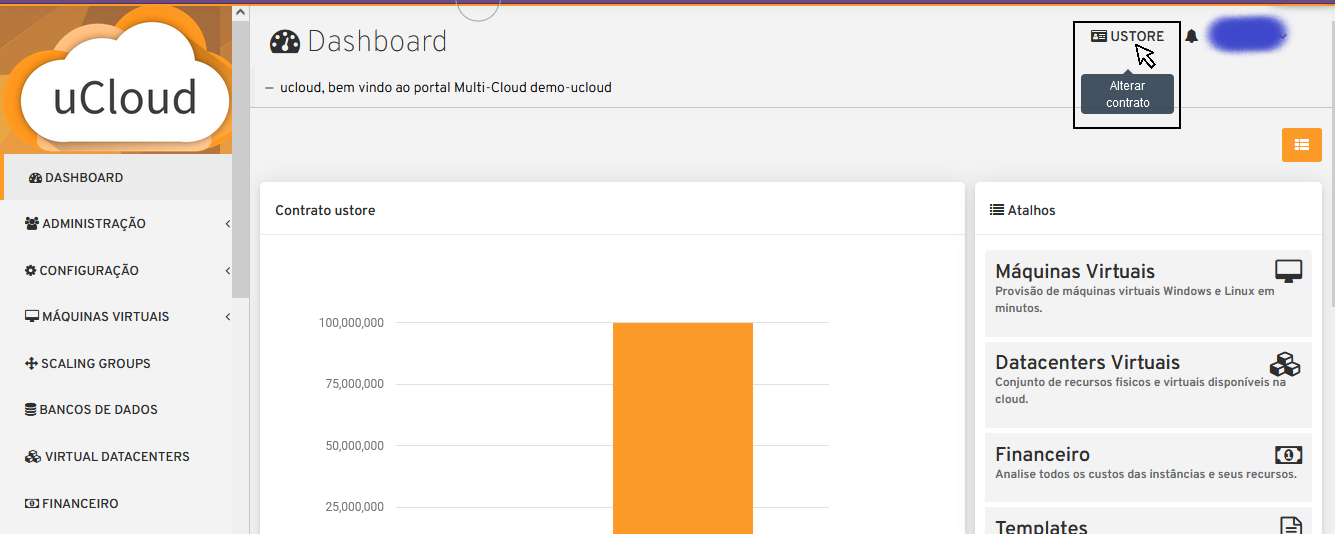 uCloud
DASHBOARD
ADMINISTRAÇÃO
CONFIGURAÇÃO
MÁQUINAS VIRTUAIS
SCALING GROUPS
BANCOS DE DADOS
VIRTUAL DATACENTERS
FINANCEIRO
Dashboard
USTORE
Alterar
contrato
– ucloud, bem vindo ao portal Multi-Cloud demo-ucloud
Contrato ustore
100,000,000
75,000,000
50,000,000
25,000,000
Atalhos
Máquinas Virtuais
Provisão de máquinas virtuais Windows e Linux em
minutos.
Datacenters Virtuais
Conjunto de recursos fisicos e virtuais disponíveis na
cloud.
Financeiro
Analise todos os custos das instâncias e seus recursos.
Templates